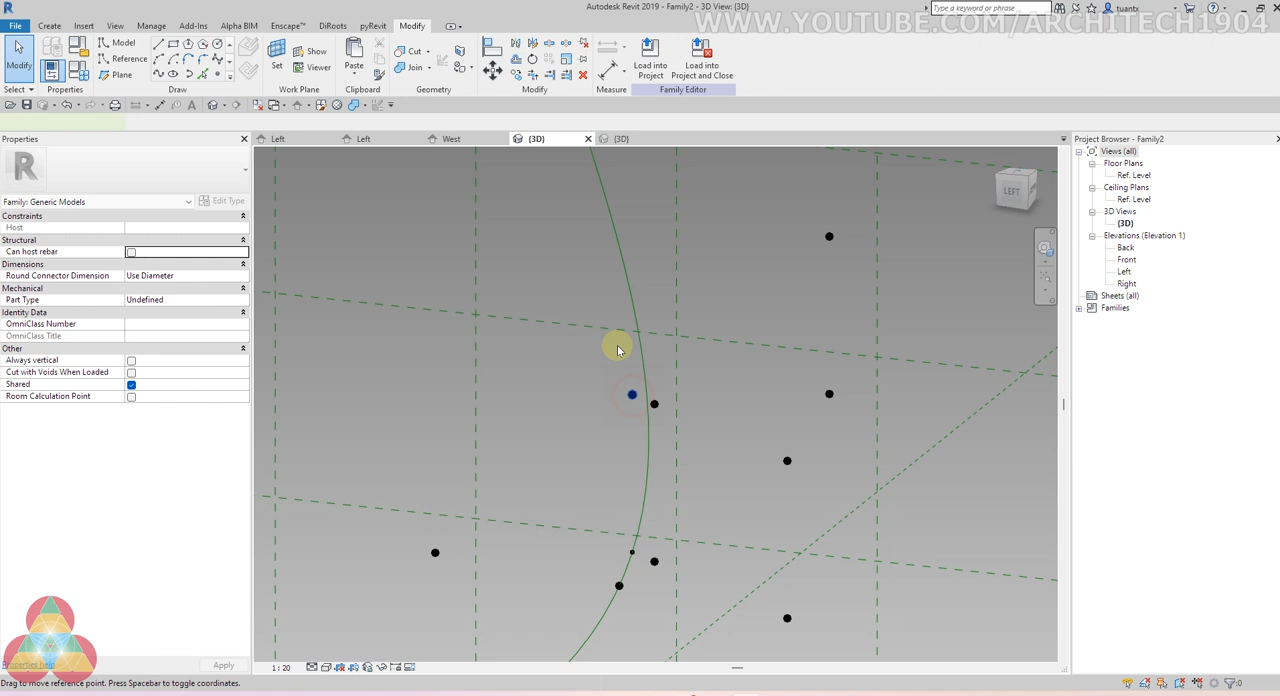 Autodesk Revit 2019 - Family2 - 3D View: {3D}
Type a keyword or phrase
tuantx
WWW.YOUTUBE.COM/ARCHITECH1904
File Create Insert View Manage Add-Ins Alpha BIM Enscape™ DiRoots pyRevit Modify
Modify
Model
Reference
Plane
Set
Show
Viewer
Paste
Cut
Join
Load into
Project
Load into
Project and Close
Select Properties Draw Work Plane Clipboard Geometry Modify Measure Family Editor
Properties
Left Left West {3D} {3D}
Project Browser - Family2
Family: Generic Models
Edit Type
Constraints
Host
Structural
Can host rebar
Dimensions
Round Connector Dimension Use Diameter
Mechanical
Part Type Undefined
Identity Data
OmniClass Number
OmniClass Title
Other
Always vertical
Cut with Voids When Loaded
Shared
Room Calculation Point
Properties help
Apply
LEFT
Views (all)
Floor Plans
Ref. Level
Ceiling Plans
Ref. Level
3D Views
{3D}
Elevations (Elevation 1)
Back
Front
Left
Right
Sheets (all)
Families
1 : 20
Drag to move reference point. Press Spacebar to toggle coordinates.
:0